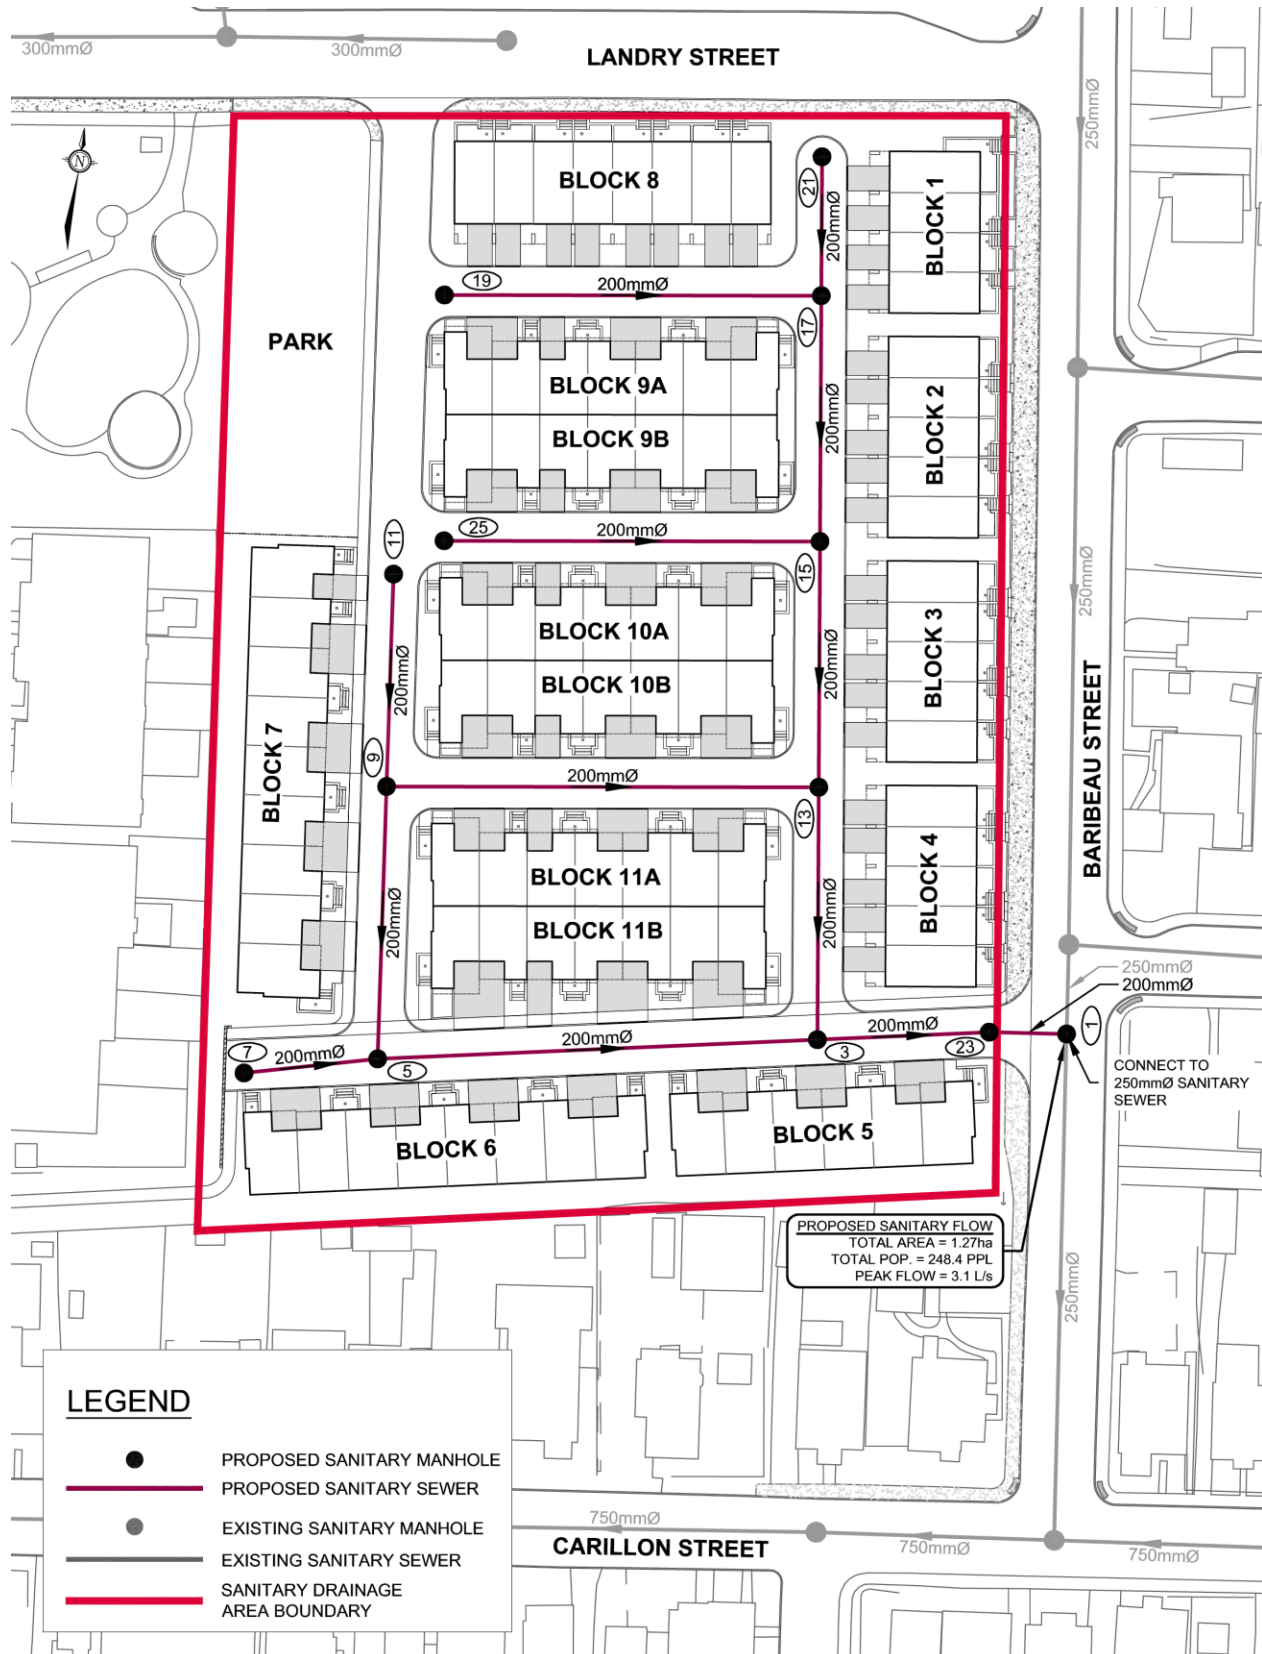 300mmØ
300mmØ
LANDRY STREET
250mmØ
N
BLOCK 8
21
BLOCK 1
200mmØ
19
200mmØ
17
PARK
BLOCK 9A
BLOCK 9B
200mmØ
BLOCK 2
25
200mmØ
11
15
250mmØ
BLOCK 10A
BLOCK 10B
200mmØ
200mmØ
BLOCK 3
BLOCK 7
9
200mmØ
13
BARIBEAU STREET
BLOCK 11A
BLOCK 11B
200mmØ
200mmØ
BLOCK 4
250mmØ
200mmØ
7
200mmØ
5
200mmØ
3
200mmØ
23
1
CONNECT TO
250mmØ SANITARY
SEWER
BLOCK 6
BLOCK 5
PROPOSED SANITARY FLOW
TOTAL AREA = 1.27ha
TOTAL POP. = 248.4 PPL
PEAK FLOW = 3.1 L/s
250mmØ
LEGEND
PROPOSED SANITARY MANHOLE
PROPOSED SANITARY SEWER
EXISTING SANITARY MANHOLE
EXISTING SANITARY SEWER
SANITARY DRAINAGE
AREA BOUNDARY
750mmØ
CARILLON STREET
750mmØ
750mmØ